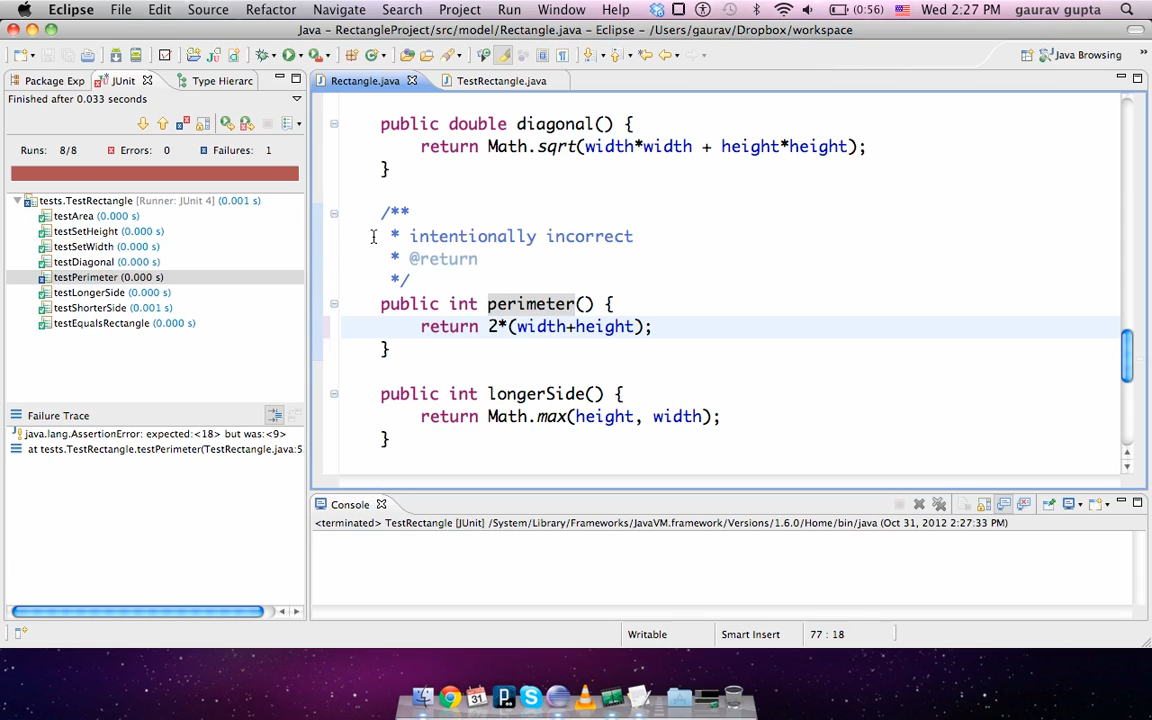 Eclipse File Edit Source Refactor Navigate Search Project Run Window Help (0:56) Wed 2:27 PM gaurav gupta
Java - RectangleProject/src/model/Rectangle.java - Eclipse - /Users/gaurav/Dropbox/workspace
Java Browsing
Package Exp JUnit Type Hierarc
Rectangle.java TestRectangle.java
Finished after 0.033 seconds
Runs: 8/8 Errors: 0 Failures: 1
tests.TestRectangle [Runner: JUnit 4] (0.001 s)
testArea (0.000 s)
testSetHeight (0.000 s)
testSetWidth (0.000 s)
testDiagonal (0.000 s)
testPerimeter (0.000 s)
testLongerSide (0.000 s)
testShorterSide (0.001 s)
testEqualsRectangle (0.000 s)
Failure Trace
java.lang.AssertionError: expected:<18> but was:<9>
at tests.TestRectangle.testPerimeter(TestRectangle.java:5
public double diagonal() {
return Math.sqrt(width*width + height*height);
}
/**
* intentionally incorrect
* @return
*/
public int perimeter() {
return 2*(width+height);
}
public int longerSide() {
return Math.max(height, width);
}
Console
<terminated> TestRectangle [JUnit] /System/Library/Frameworks/JavaVM.framework/Versions/1.6.0/Home/bin/java (Oct 31, 2012 2:27:33 PM)
Writable Smart Insert 77 : 18
31